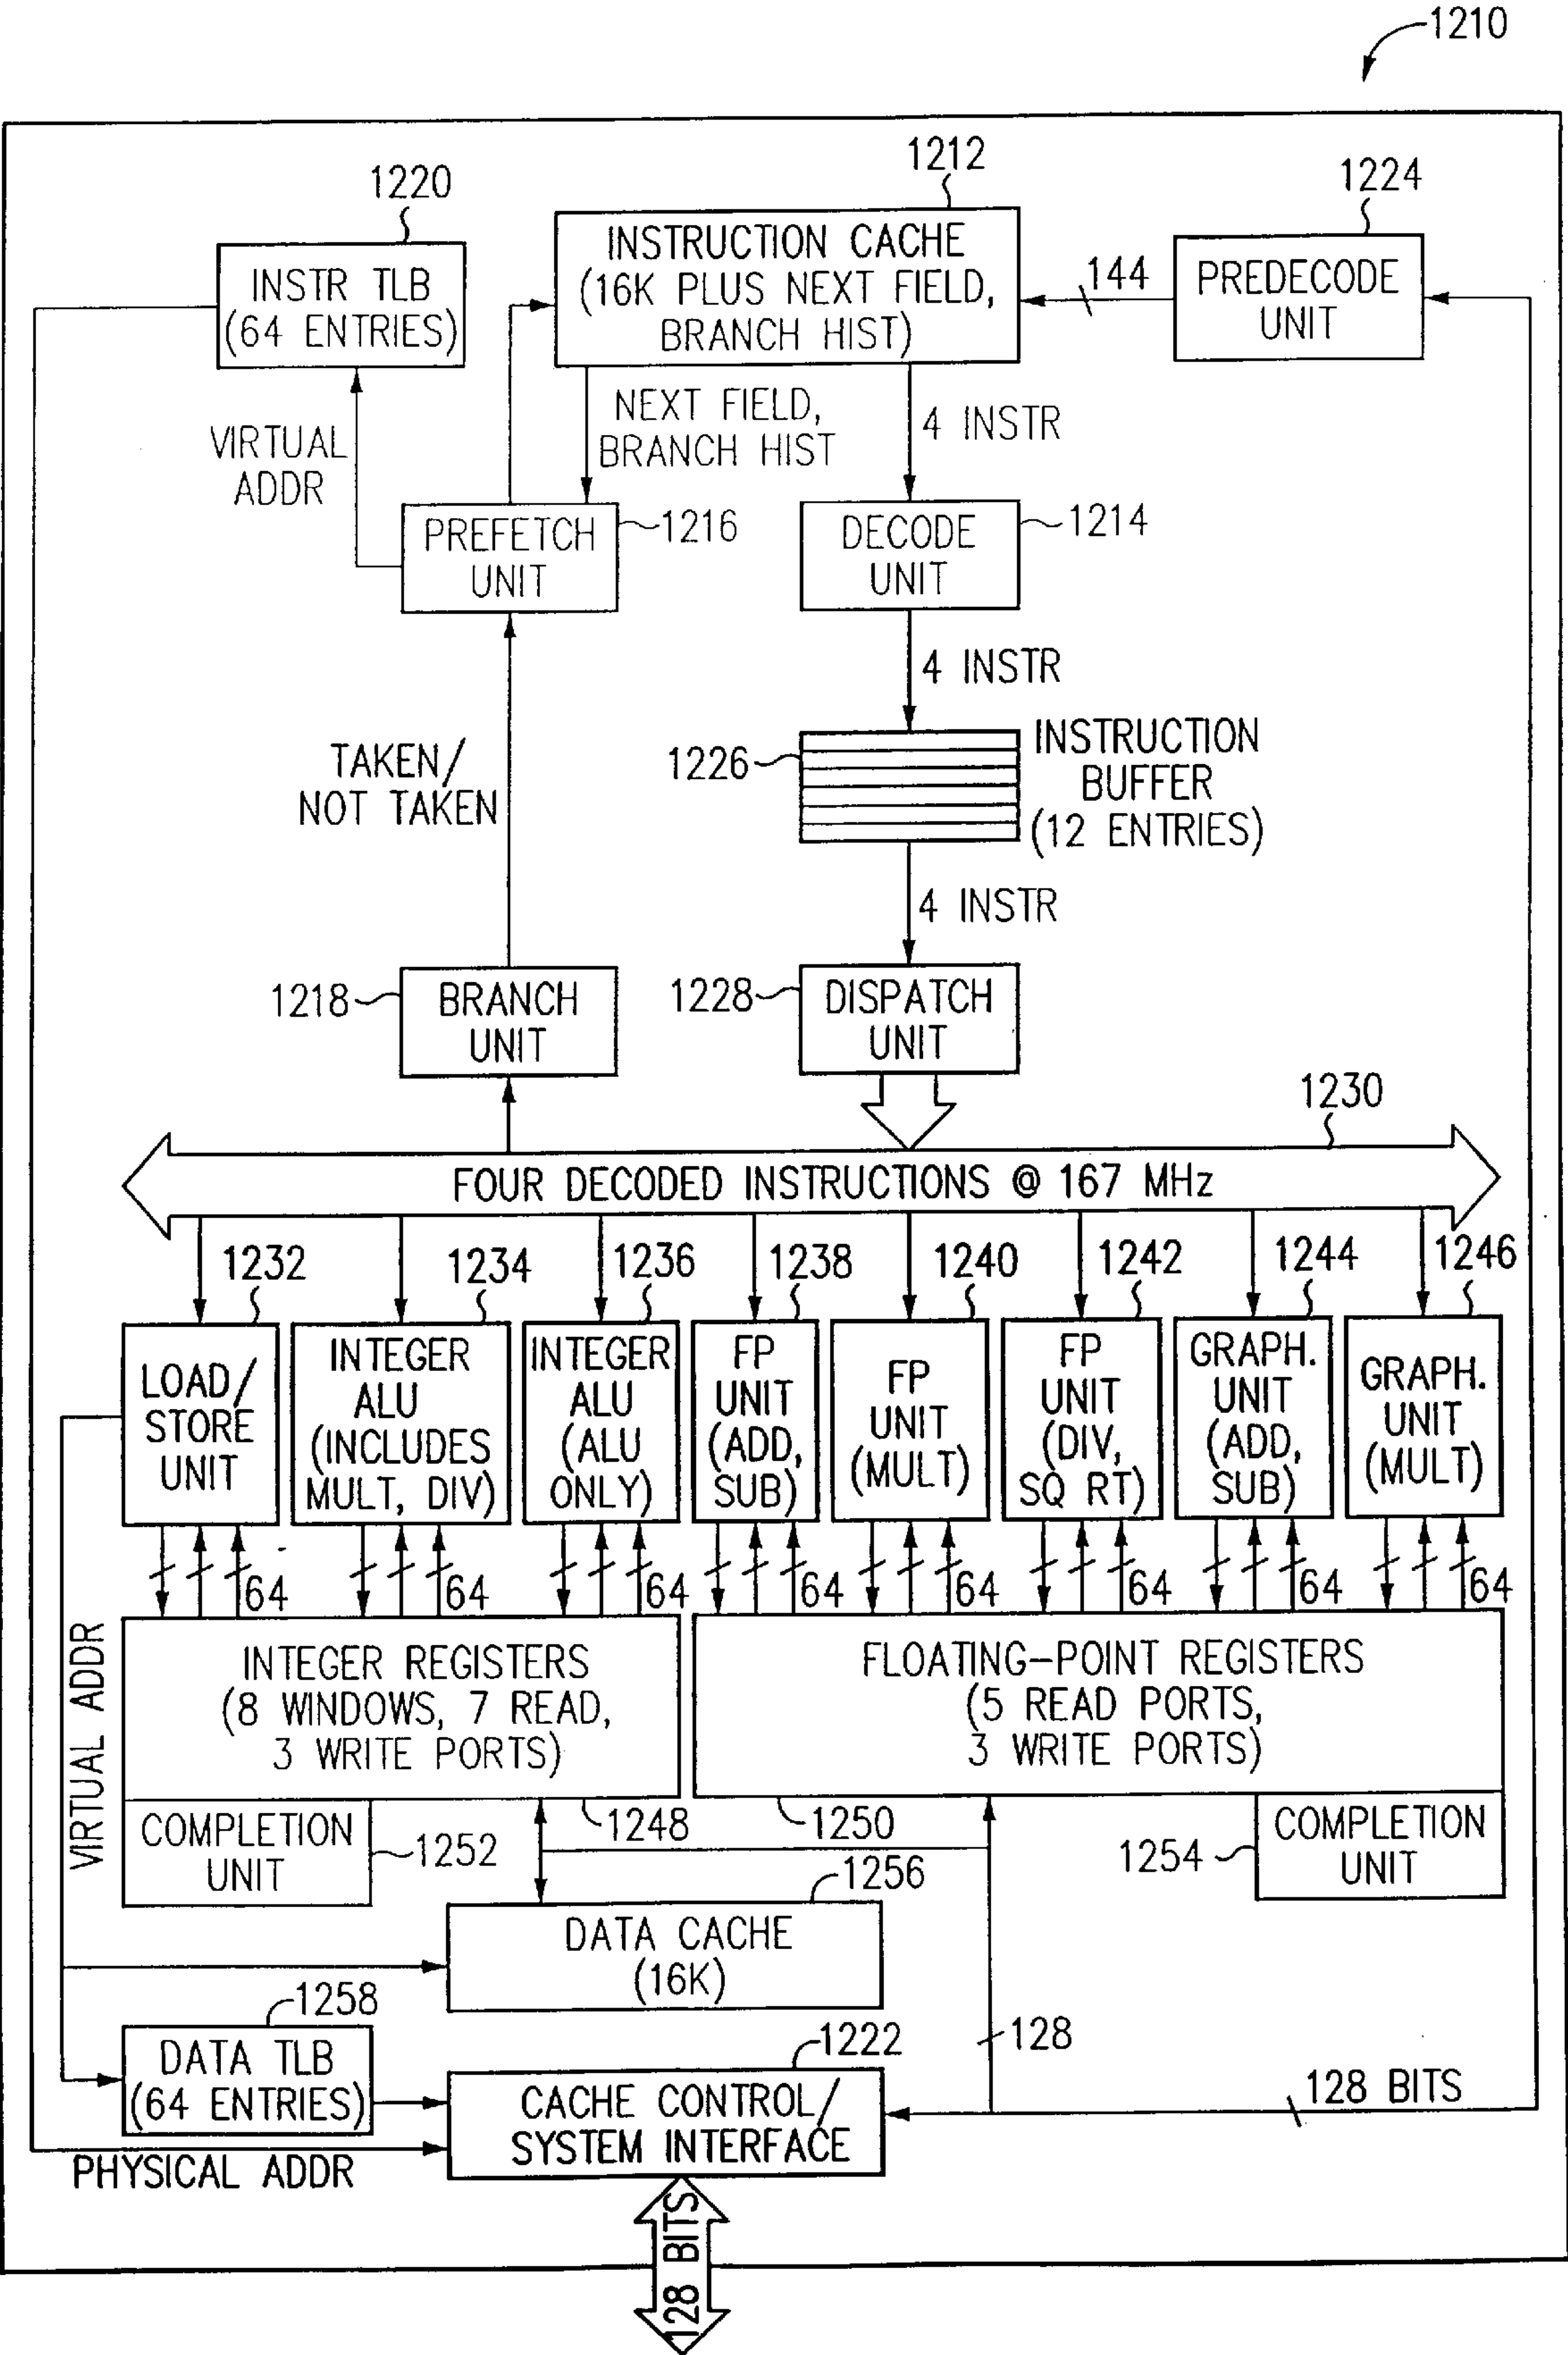 1210
1212
1220
1224
INSTRUCTION CACHE
(16K PLUS NEXT FIELD,
BRANCH HIST)
INSTR TLB
(64 ENTRIES)
144
PREDECODE
UNIT
NEXT FIELD,
BRANCH HIST
4 INSTR
VIRTUAL
ADDR
PREFETCH
UNIT
1216
DECODE
UNIT
1214
4 INSTR
1226
INSTRUCTION
BUFFER
(12 ENTRIES)
TAKEN/
NOT TAKEN
4 INSTR
1218
BRANCH
UNIT
1228
DISPATCH
UNIT
1230
FOUR DECODED INSTRUCTIONS @ 167 MHz
1232
1234
1236
1238
1240
1242
1244
1246
LOAD/
STORE
UNIT
INTEGER
ALU
(INCLUDES
MULT, DIV)
INTEGER
ALU
(ALU
ONLY)
FP
UNIT
(ADD,
SUB)
FP
UNIT
(MULT)
FP
UNIT
(DIV,
SQ RT)
GRAPH.
UNIT
(ADD,
SUB)
GRAPH.
UNIT
(MULT)
64
64
64
64
64
64
64
64
VIRTUAL ADDR
INTEGER REGISTERS
(8 WINDOWS, 7 READ,
3 WRITE PORTS)
FLOATING-POINT REGISTERS
(5 READ PORTS,
3 WRITE PORTS)
COMPLETION
UNIT
1252
1248
1250
1254
COMPLETION
UNIT
1256
DATA CACHE
(16K)
1258
DATA TLB
(64 ENTRIES)
1222
CACHE CONTROL/
SYSTEM INTERFACE
128
128 BITS
PHYSICAL ADDR
128 BITS